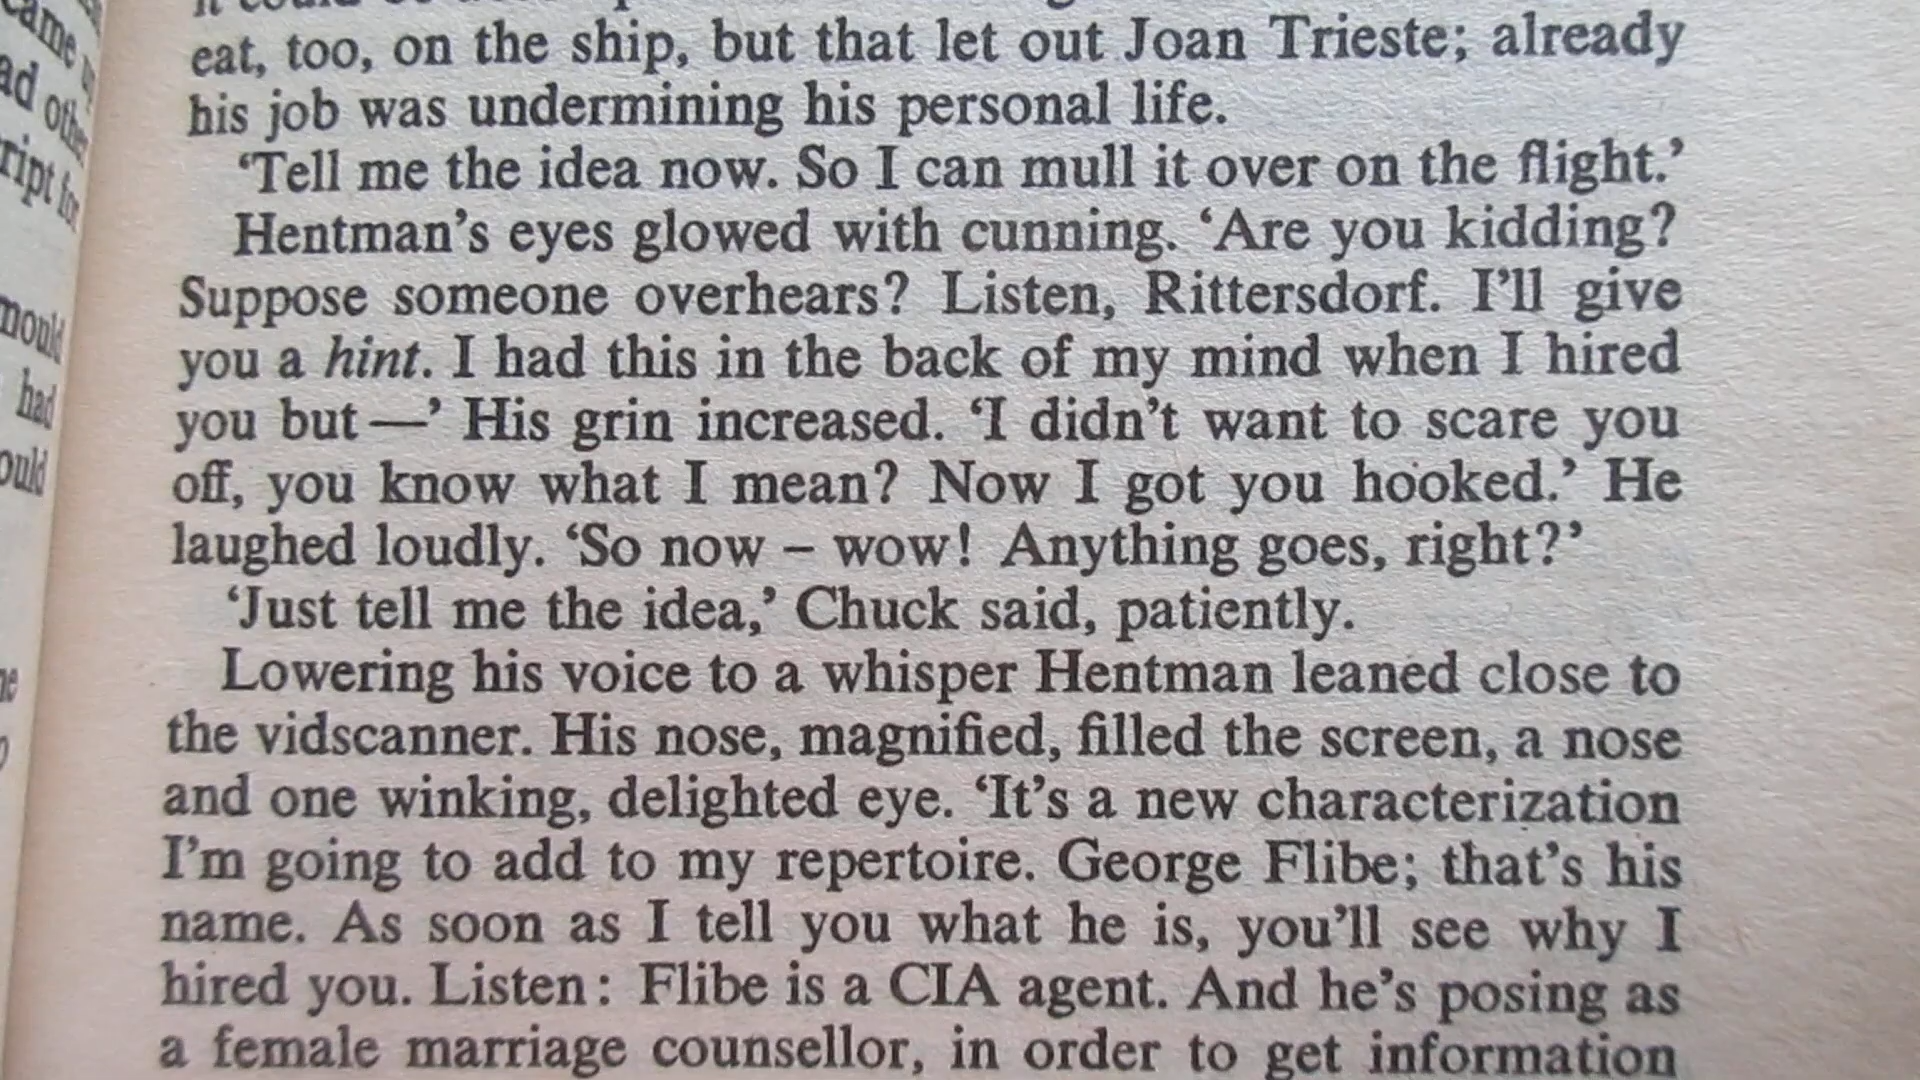 eat, too, on the ship, but that let out Joan Trieste; already
his job was undermining his personal life.
‘Tell me the idea now. So I can mull it over on the flight.’
Hentman’s eyes glowed with cunning. ‘Are you kidding?
Suppose someone overhears? Listen, Rittersdorf. I’ll give
you a hint. I had this in the back of my mind when I hired
you but —’ His grin increased. ‘I didn’t want to scare you
off, you know what I mean? Now I got you hooked.’ He
laughed loudly. ‘So now – wow! Anything goes, right?’
‘Just tell me the idea,’ Chuck said, patiently.
Lowering his voice to a whisper Hentman leaned close to
the vidscanner. His nose, magnified, filled the screen, a nose
and one winking, delighted eye. ‘It’s a new characterization
I’m going to add to my repertoire. George Flibe; that’s his
name. As soon as I tell you what he is, you’ll see why I
hired you. Listen: Flibe is a CIA agent. And he’s posing as
a female marriage counsellor, in order to get information